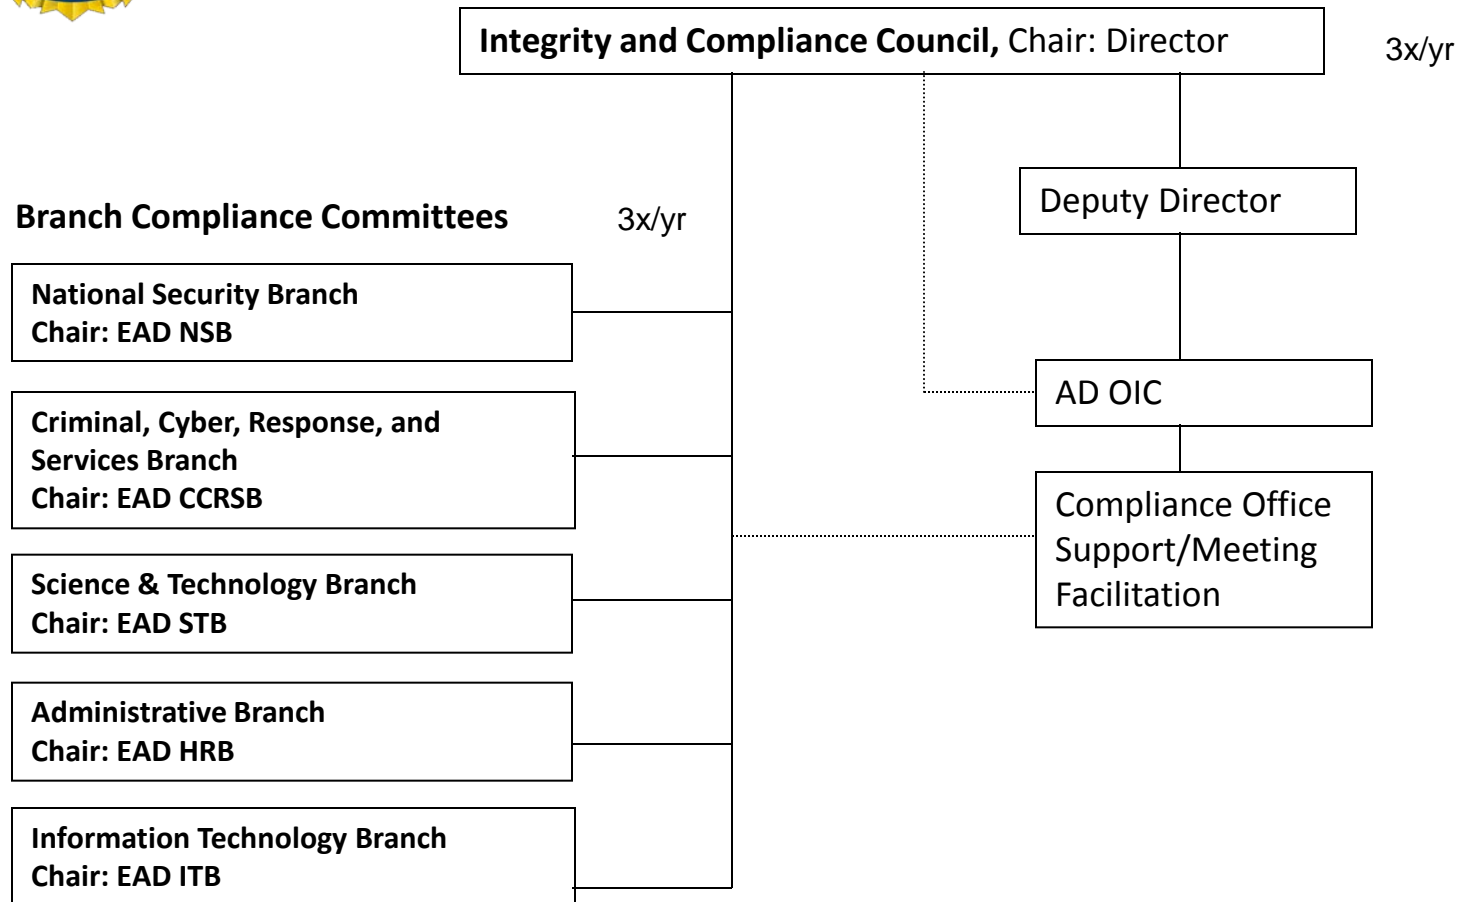 Integrity and Compliance Council, Chair: Director
3x/yr
Deputy Director
Branch Compliance Committees
3x/yr
National Security Branch
Chair: EAD NSB
AD OIC
Criminal, Cyber, Response, and
Services Branch
Chair: EAD CCRSB
Compliance Office
Support/Meeting
Facilitation
Science & Technology Branch
Chair: EAD STB
Administrative Branch
Chair: EAD HRB
Information Technology Branch
Chair: EAD ITB